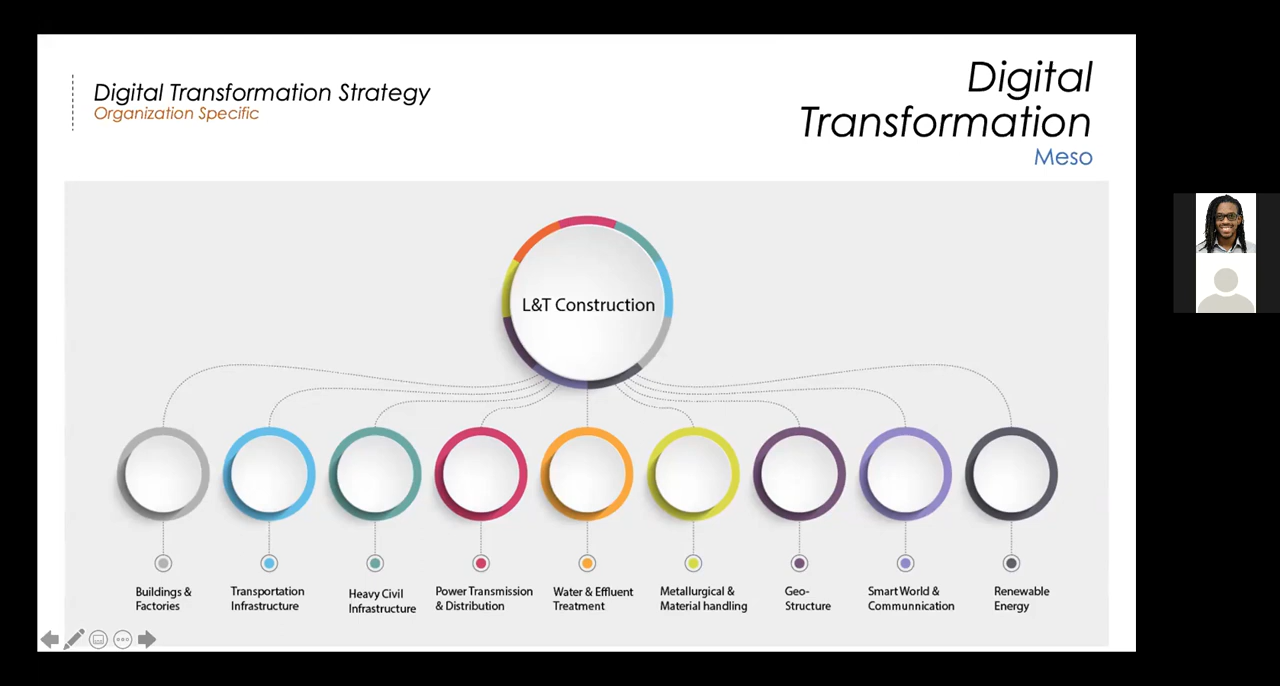 Digital Transformation Strategy
Organization Specific
Digital
Transformation
Meso
L&T Construction
Buildings &
Factories
Transportation
Infrastructure
Heavy Civil
Infrastructure
Power Transmission
& Distribution
Water & Effluent
Treatment
Metallurgical &
Material handling
Geo-
Structure
Smart World &
Communnication
Renewable
Energy